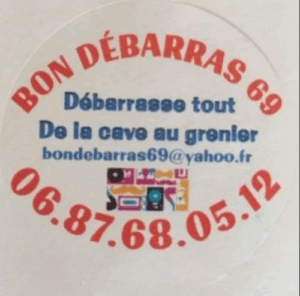 BON DÉBARRAS 69
Débarrasse tout
De la cave au grenier
bondebarras69@yahoo.fr
06.87.68.05.12